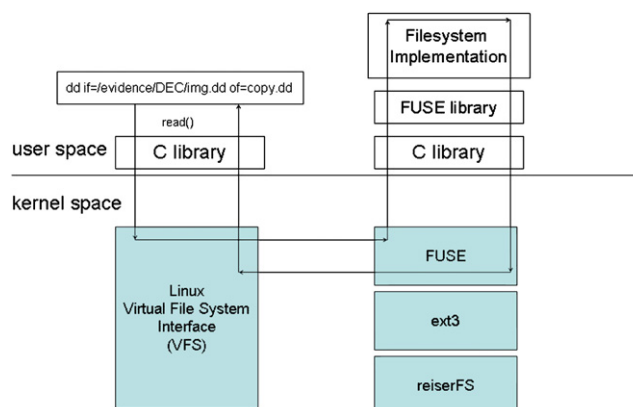 Filesystem
Implementation
dd if=/evidence/DEC/img.dd of=copy.dd
FUSE library
read()
user space
C library
C library
kernel space
FUSE
Linux
Virtual File System
Interface
(VFS)
ext3
reiserFS